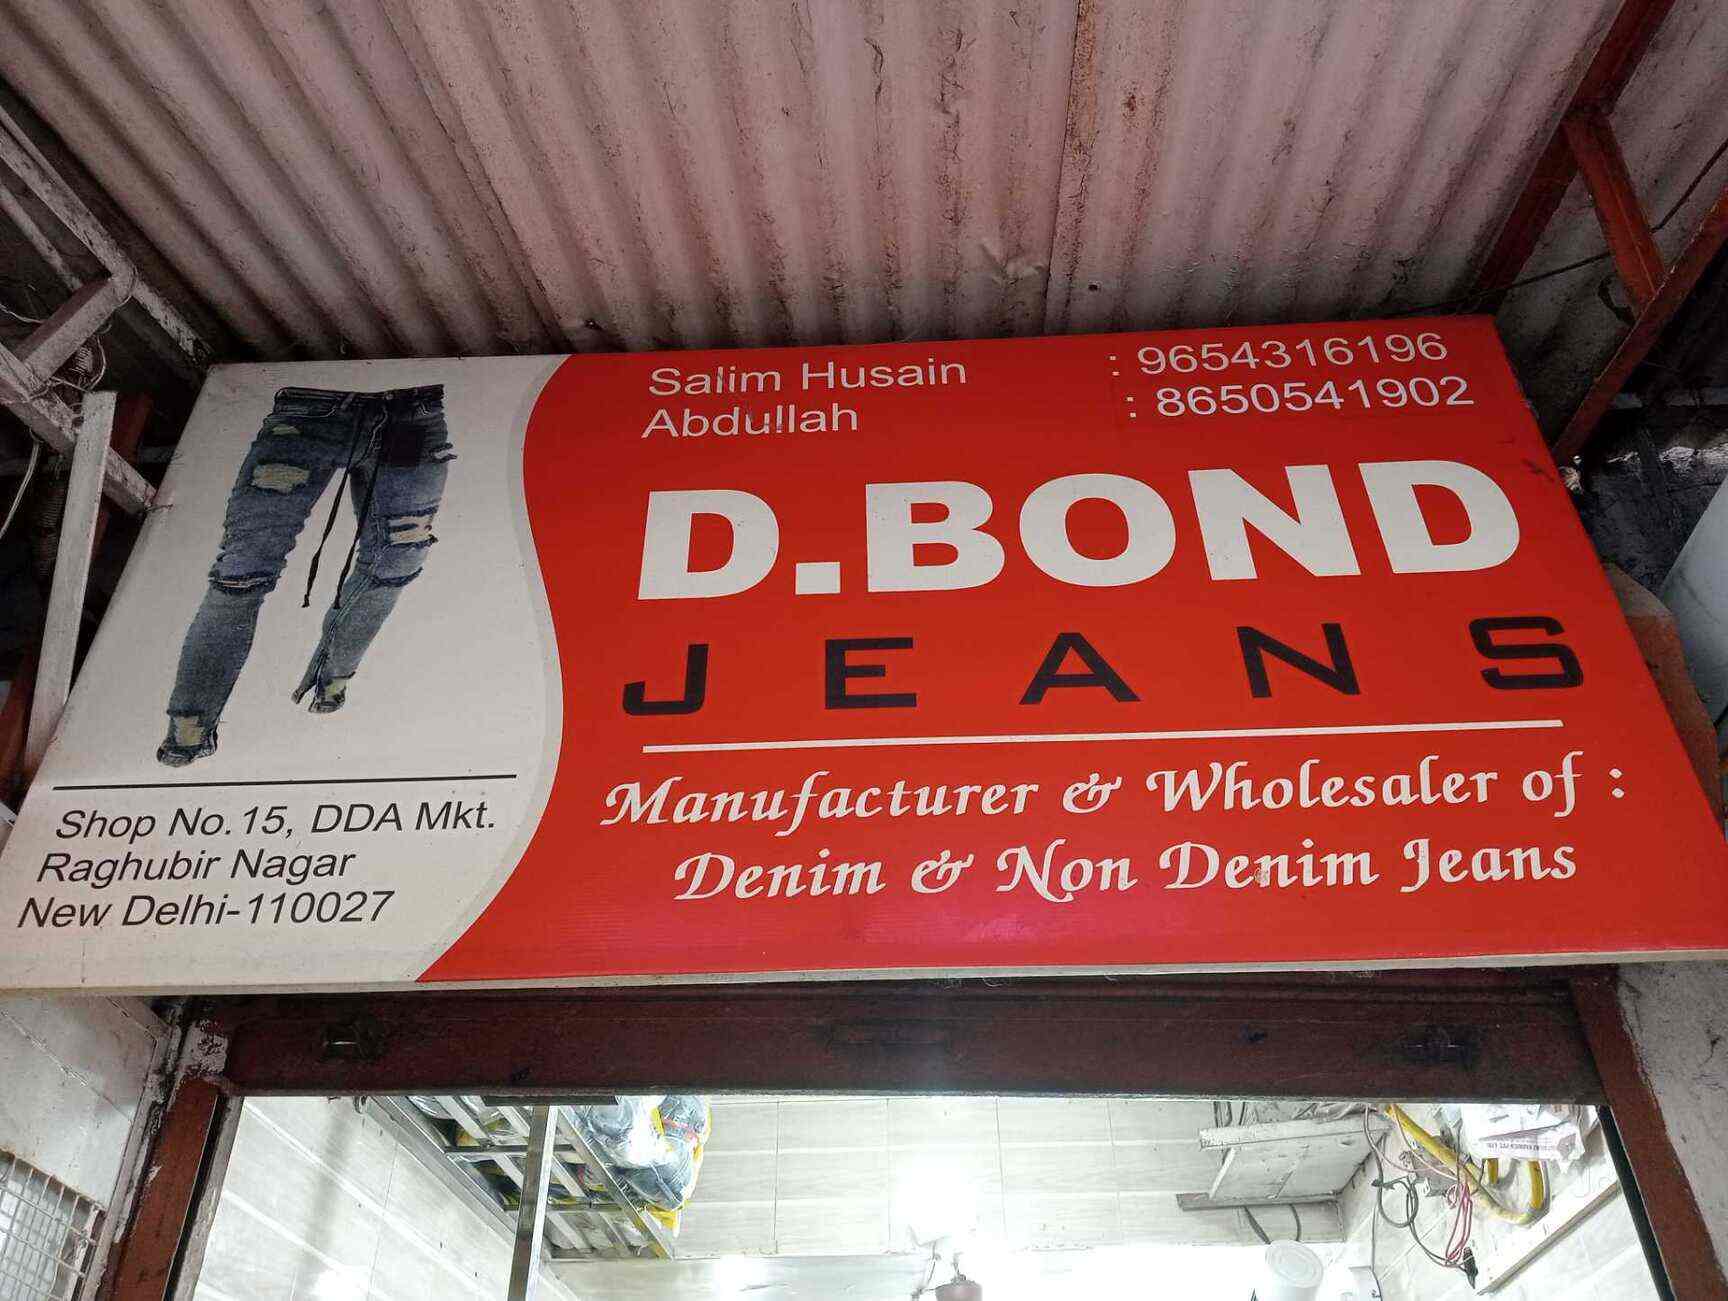 Salim Husain : 9654316196
Abdullah : 8650541902
D.BOND
JEANS
Manufacturer & Wholesaler of :
Denim & Non Denim Jeans
Shop No.15, DDA Mkt.
Raghubir Nagar
New Delhi-110027